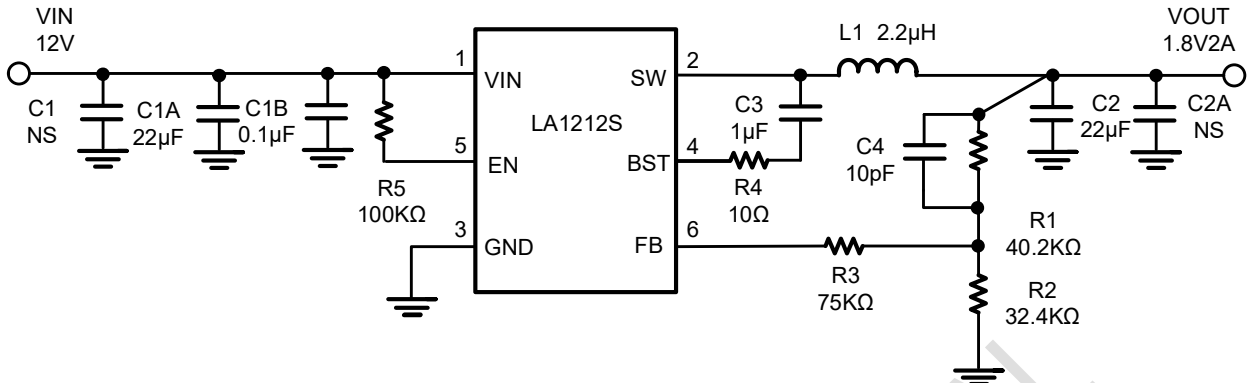 VIN
12V
VOUT
1.8V2A
L1 2.2µH
1
VIN
2
SW
C1
NS
C1A
22µF
C1B
0.1µF
LA1212S
C3
1µF
C2
22µF
C2A
NS
5
EN
4
BST
C4
10pF
R5
100KΩ
R4
10Ω
3
GND
6
FB
R1
40.2KΩ
R3
75KΩ
R2
32.4KΩ